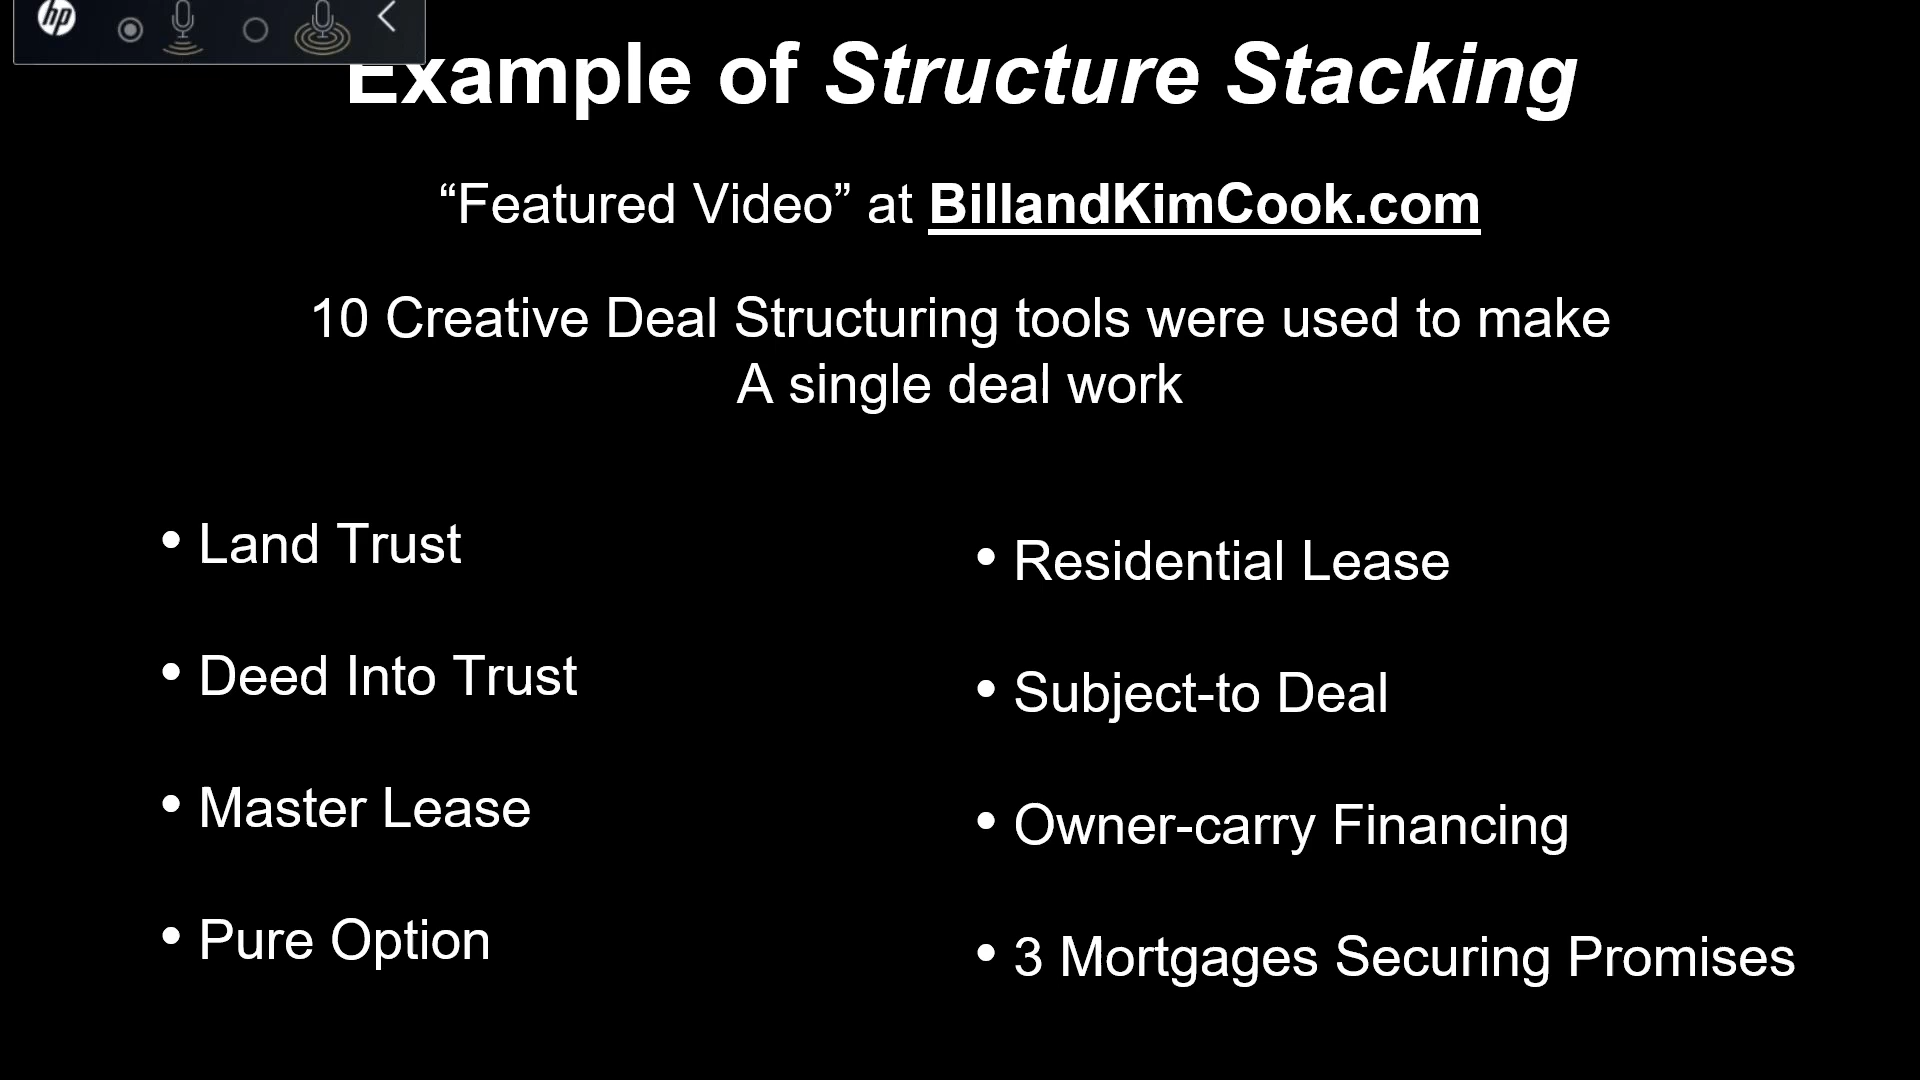 hp
Example of Structure Stacking
“Featured Video” at BillandKimCook.com
10 Creative Deal Structuring tools were used to make
A single deal work
• Land Trust
• Deed Into Trust
• Master Lease
• Pure Option
• Residential Lease
• Subject-to Deal
• Owner-carry Financing
• 3 Mortgages Securing Promises